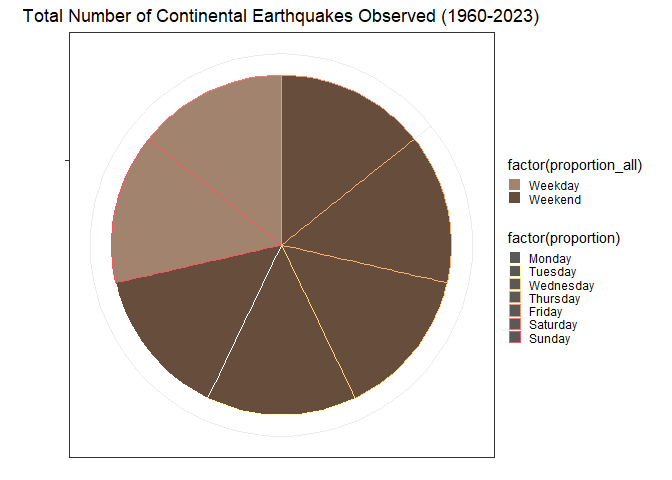 Total Number of Continental Earthquakes Observed (1960-2023)
factor(proportion_all)
Weekday
Weekend
factor(proportion)
Monday
Tuesday
Wednesday
Thursday
Friday
Saturday
Sunday